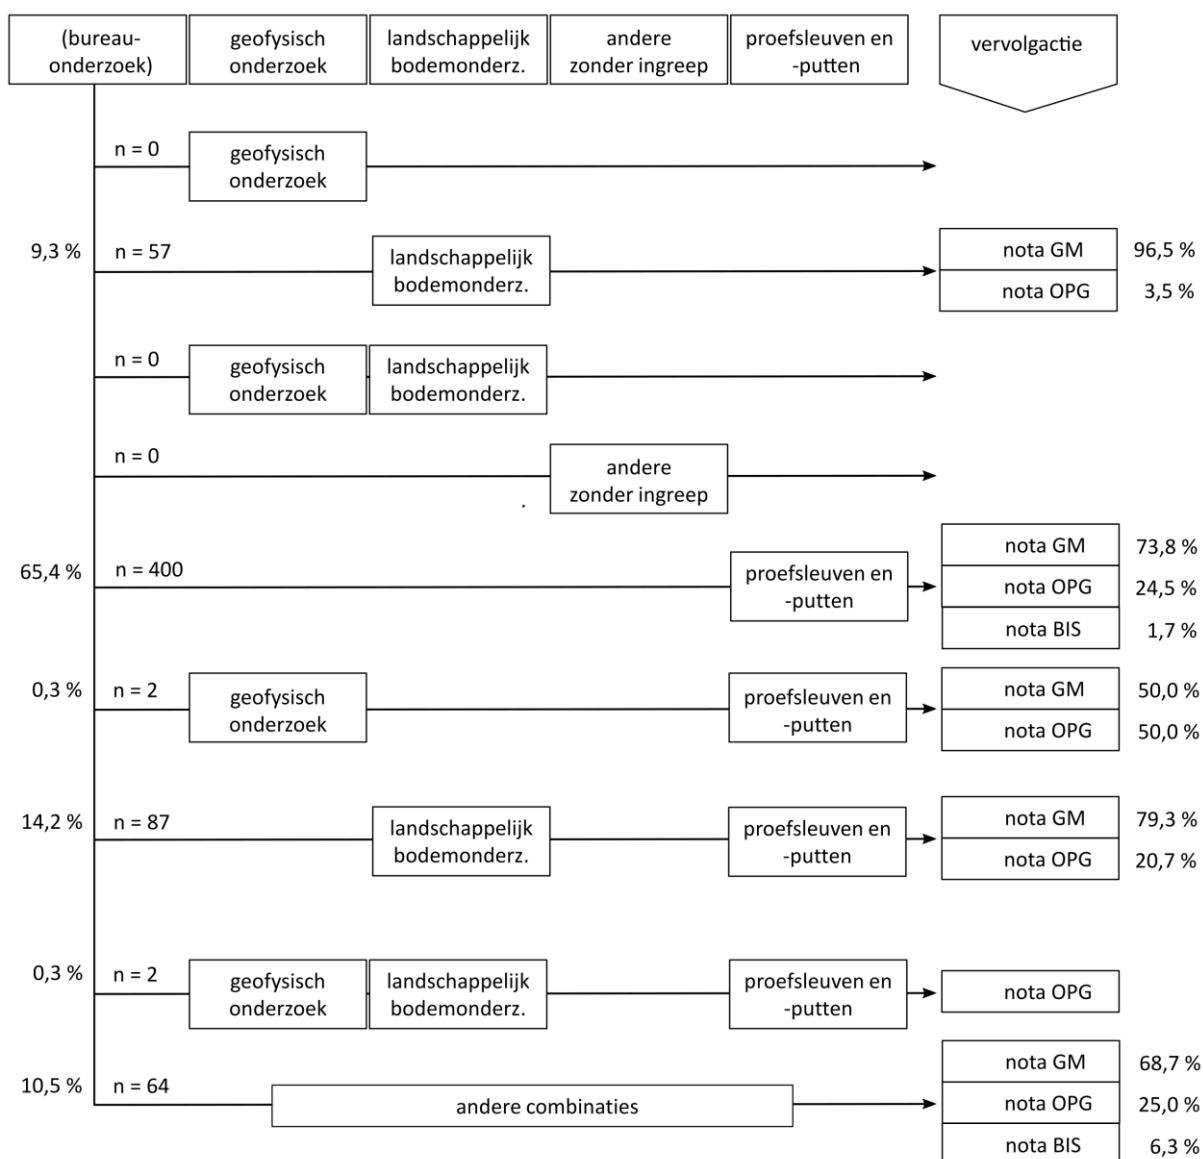 (bureau-
onderzoek)
geofysisch
onderzoek
landschappelijk
bodemonderz.
andere
zonder ingreep
proefsleuven en
-putten
vervolgactie
n = 0
geofysisch
onderzoek
9,3 %
n = 57
landschappelijk
bodemonderz.
nota GM
96,5 %
nota OPG
3,5 %
n = 0
geofysisch
onderzoek
landschappelijk
bodemonderz.
n = 0
andere
zonder ingreep
.
65,4 %
n = 400
proefsleuven en
-putten
nota GM
73,8 %
nota OPG
24,5 %
nota BIS
1,7 %
0,3 %
n = 2
geofysisch
onderzoek
proefsleuven en
-putten
nota GM
50,0 %
nota OPG
50,0 %
14,2 %
n = 87
landschappelijk
bodemonderz.
proefsleuven en
-putten
nota GM
79,3 %
nota OPG
20,7 %
0,3 %
n = 2
geofysisch
onderzoek
landschappelijk
bodemonderz.
proefsleuven en
-putten
nota OPG
10,5 %
n = 64
andere combinaties
nota GM
68,7 %
nota OPG
25,0 %
nota BIS
6,3 %